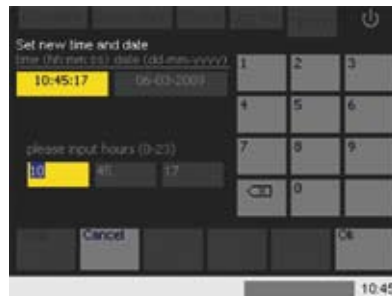 Set new time and date
time (hh:mm:ss) date (dd-mm-yyyy)
10:45:17 06-03-2003
1 2 3
4 5 6
please input hours (0-23)
7 8 9
10 45 17
0
Cancel Ok
10:45